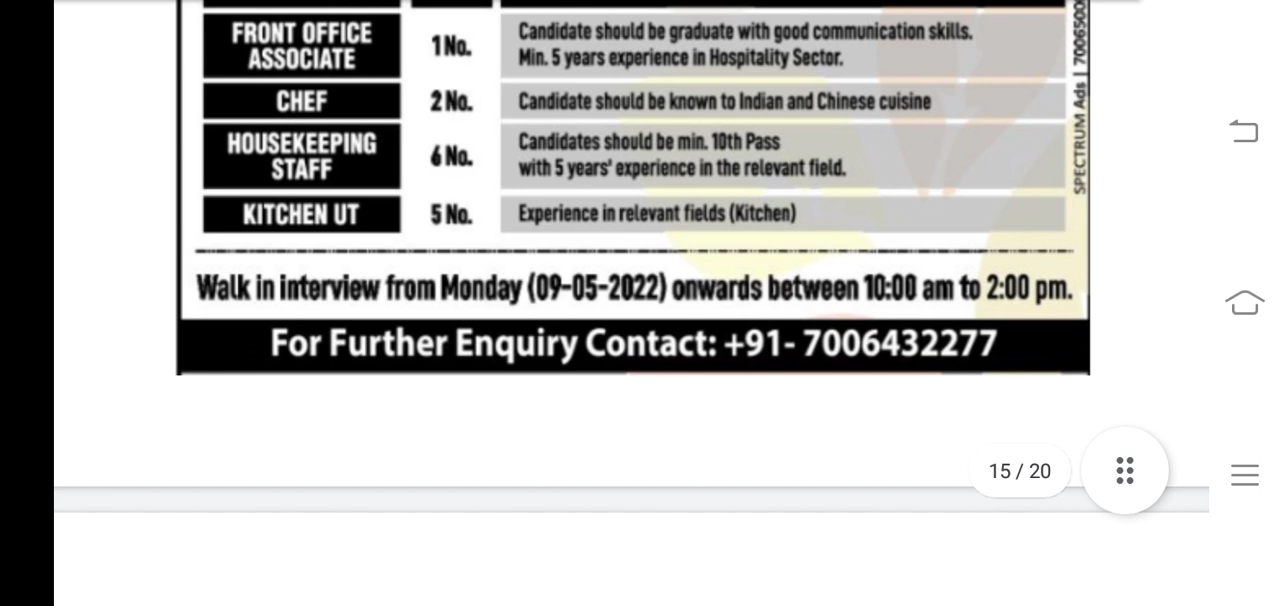 FRONT OFFICE
ASSOCIATE
1 No.
Candidate should be graduate with good communication skills.
Min. 5 years experience in Hospitality Sector.
CHEF
2 No.
Candidate should be known to Indian and Chinese cuisine
HOUSEKEEPING
STAFF
6 No.
Candidates should be min. 10th Pass
with 5 years' experience in the relevant field.
KITCHEN UT
5 No.
Experience in relevant fields (Kitchen)
SPECTRUM Ads | 7006500
Walk in interview from Monday (09-05-2022) onwards between 10:00 am to 2:00 pm.
For Further Enquiry Contact: +91- 7006432277
15 / 20